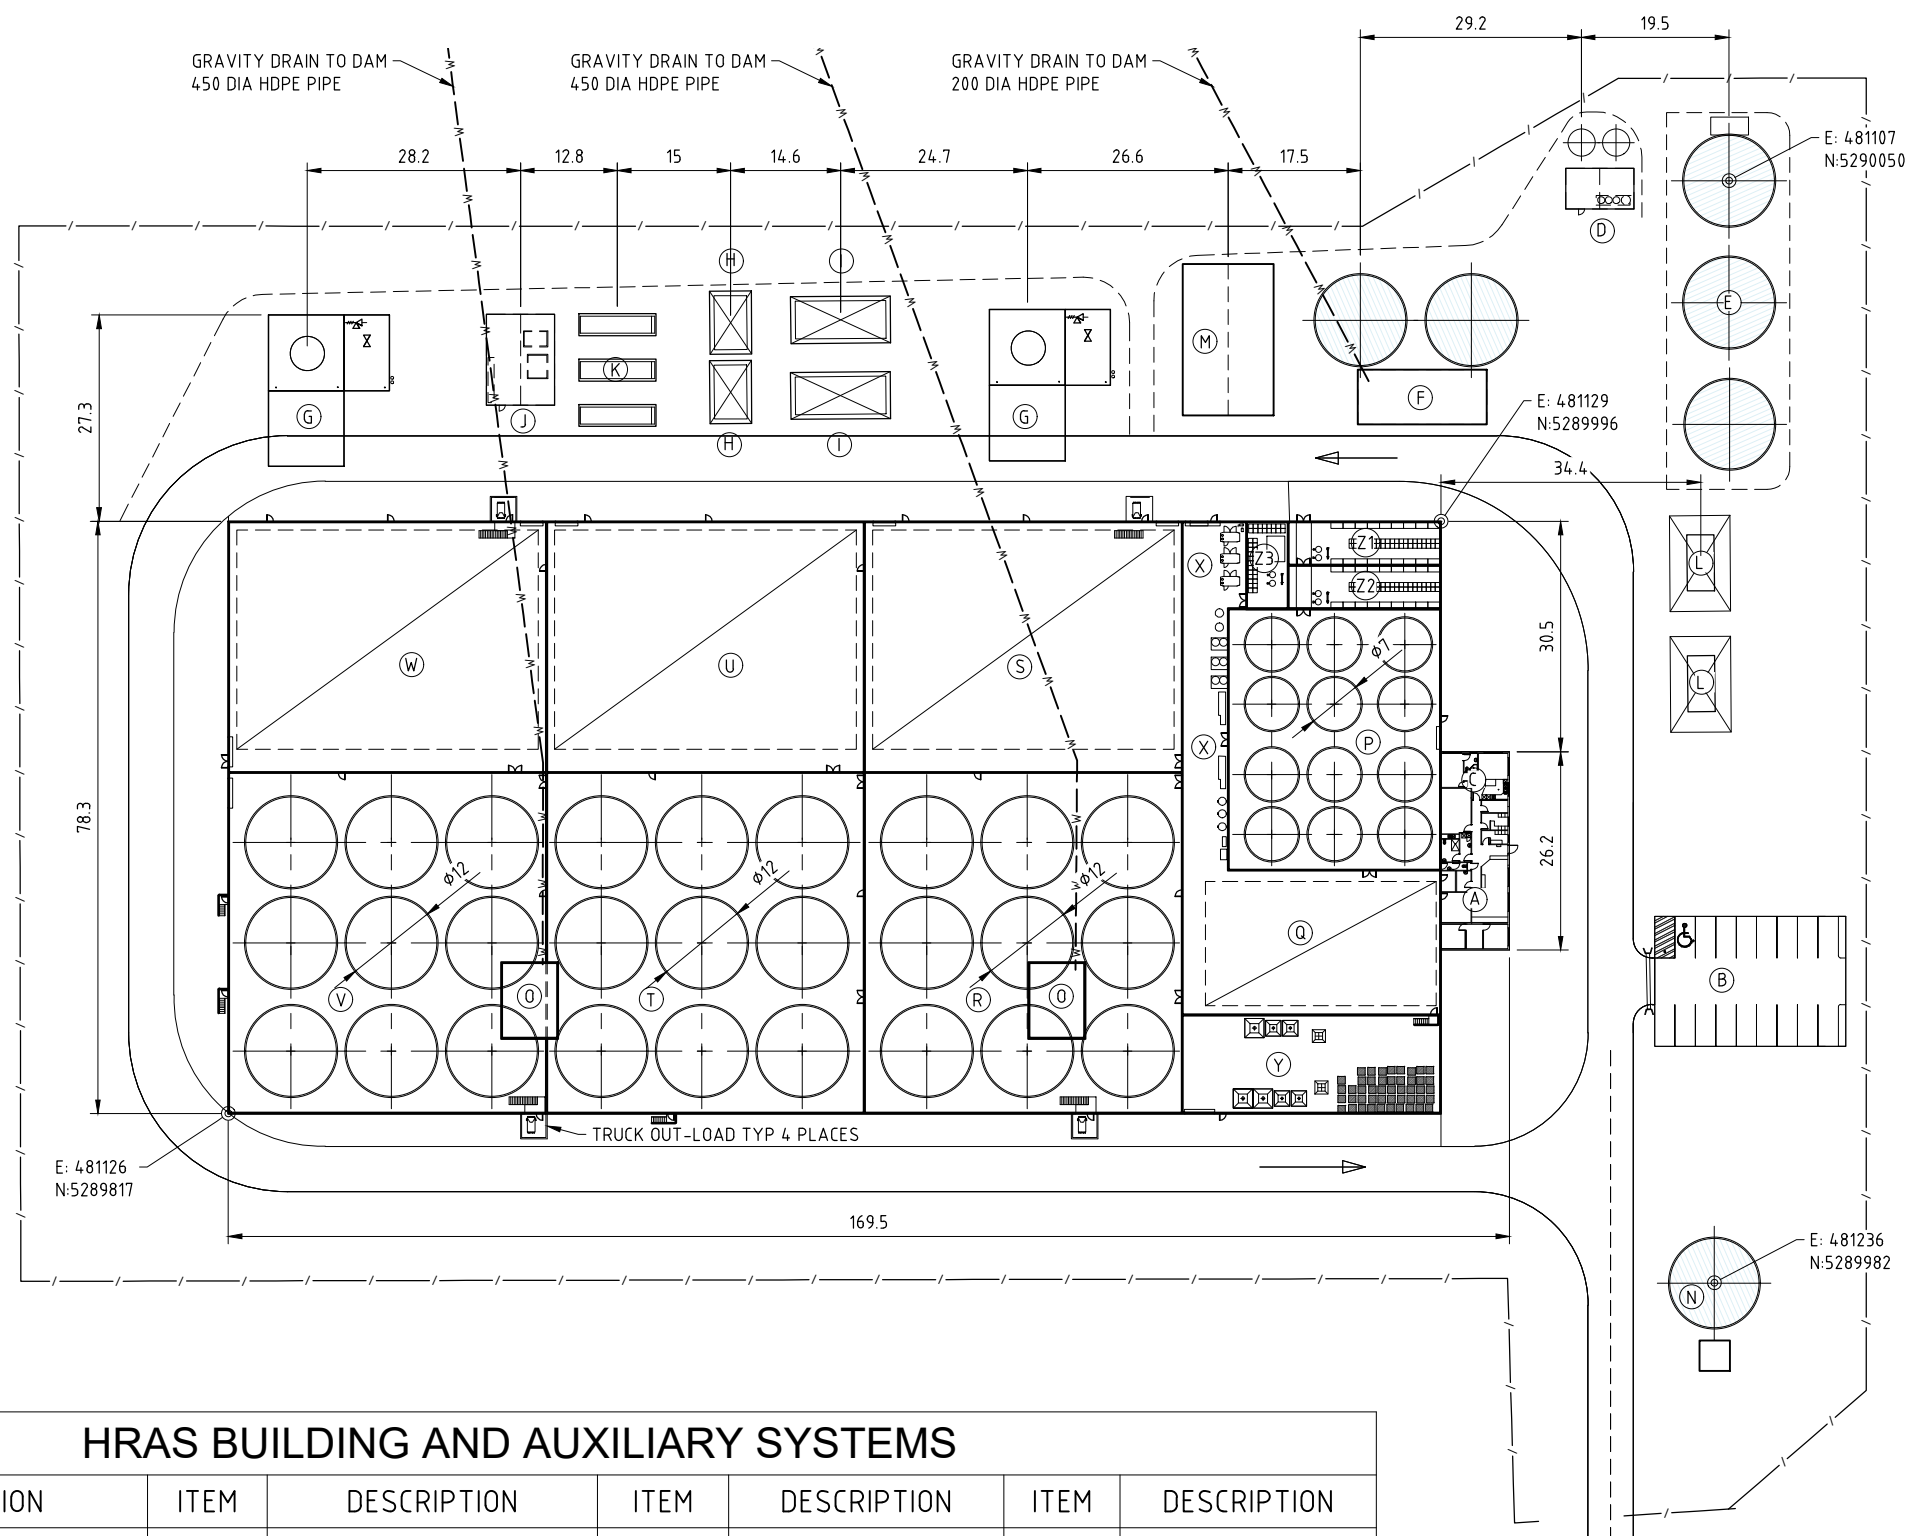 29.2
19.5
GRAVITY DRAIN TO DAM
450 DIA HDPE PIPE
GRAVITY DRAIN TO DAM
450 DIA HDPE PIPE
GRAVITY DRAIN TO DAM
200 DIA HDPE PIPE
E: 481107
N:5290050
28.2
12.8
15
14.6
24.7
26.6
17.5
D
H
I
E
M
K
F
G
J
G
H
I
27.3
E: 481129
N:5289996
34.4
Z1
Z3
Z2
X
L
L
30.5
W
U
S
Ø7
P
X
C
78.3
26.2
Ø12
Ø12
Ø12
A
Q
B
V
O
T
R
O
Y
TRUCK OUT-LOAD TYP 4 PLACES
E: 481126
N:5289817
169.5
E: 481236
N:5289982
N
HRAS BUILDING AND AUXILIARY SYSTEMS
ION ITEM DESCRIPTION ITEM DESCRIPTION ITEM DESCRIPTION